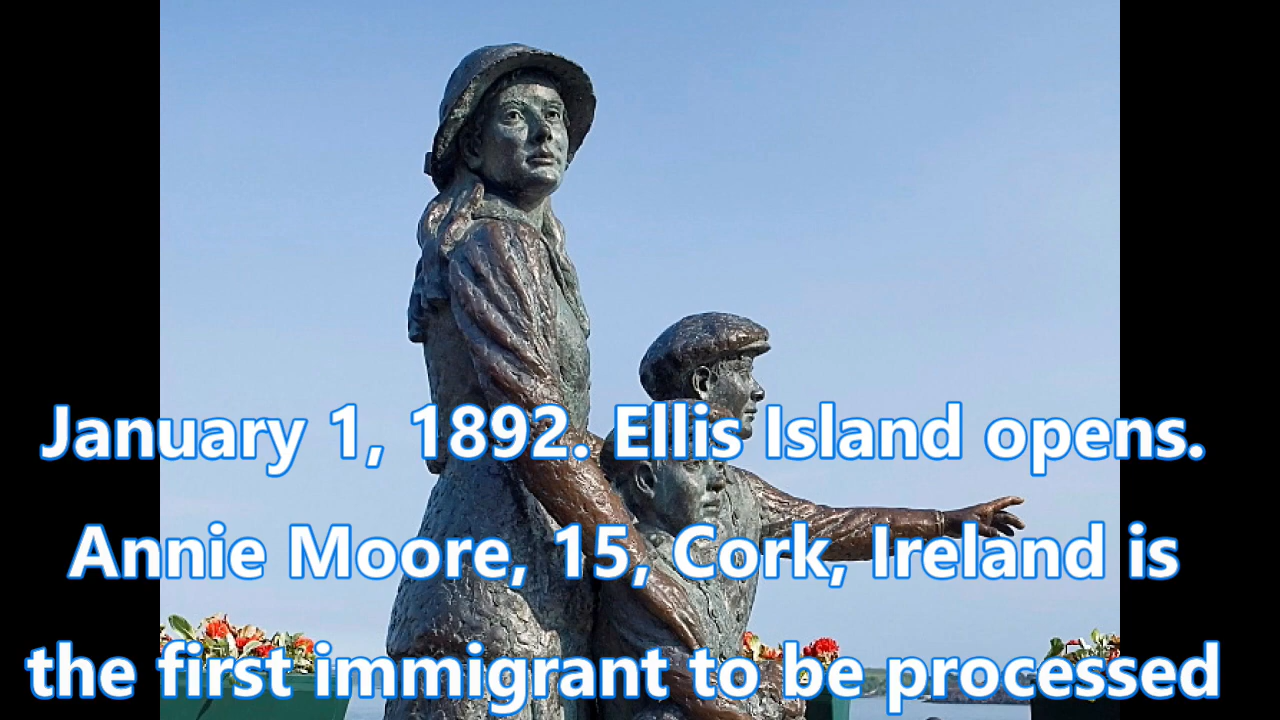 January 1, 1892. Ellis Island opens.
Annie Moore, 15, Cork, Ireland is
the first immigrant to be processed